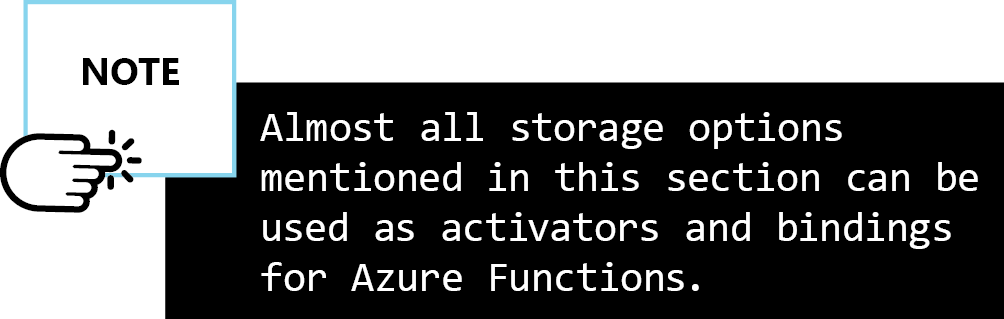 NOTE
Almost all storage options
mentioned in this section can be
used as activators and bindings
for Azure Functions.